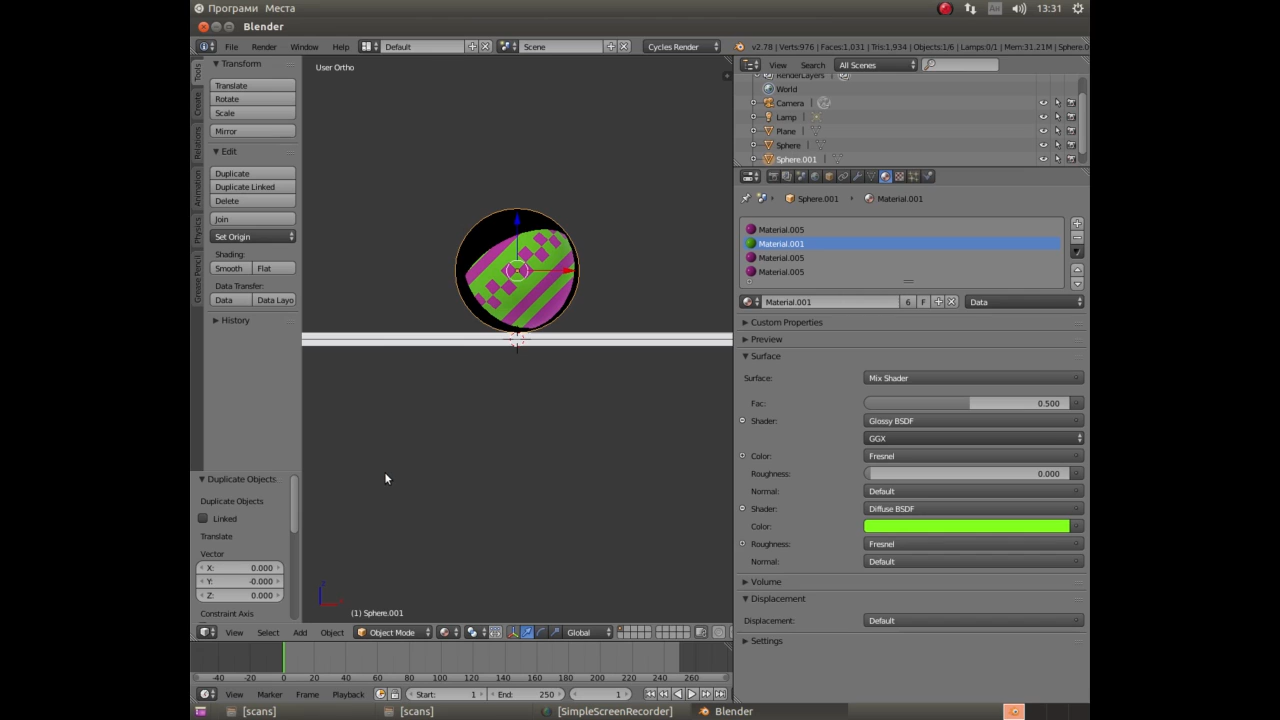 Програми Места
Ан
13:31
Blender
File Render Window Help
Default
Scene
Cycles Render
v2.78 | Verts:976 | Faces:1,031 | Tris:1,934 | Objects:1/6 | Lamps:0/1 | Mem:31.21M | Sphere.0
Tools
Create
Relations
Animation
Physics
Grease Pencil
Transform
Translate
Rotate
Scale
Mirror
Edit
Duplicate
Duplicate Linked
Delete
Join
Set Origin
Shading:
Smooth Flat
Data Transfer:
Data Data Layo
History
Duplicate Objects
Duplicate Objects
Linked
Translate
Vector
X: 0.000
Y: -0.000
Z: 0.000
Constraint Axis
User Ortho
(1) Sphere.001
View Select Add Object Object Mode Global
View Search All Scenes
RenderLayers
World
Camera
Lamp
Plane
Sphere
Sphere.001
Sphere.001 Material.001
Material.005
Material.001
Material.005
Material.005
Material.001 6 F Data
Custom Properties
Preview
Surface
Surface: Mix Shader
Fac: 0.500
Shader: Glossy BSDF
GGX
Color: Fresnel
Roughness: 0.000
Normal: Default
Shader: Diffuse BSDF
Color:
Roughness: Fresnel
Normal: Default
Volume
Displacement
Displacement: Default
Settings
-40 -20 0 20 40 60 80 100 120 140 160 180 200 220 240 260
View Marker Frame Playback Start: 1 End: 250 1
[scans] [scans] [SimpleScreenRecorder] Blender